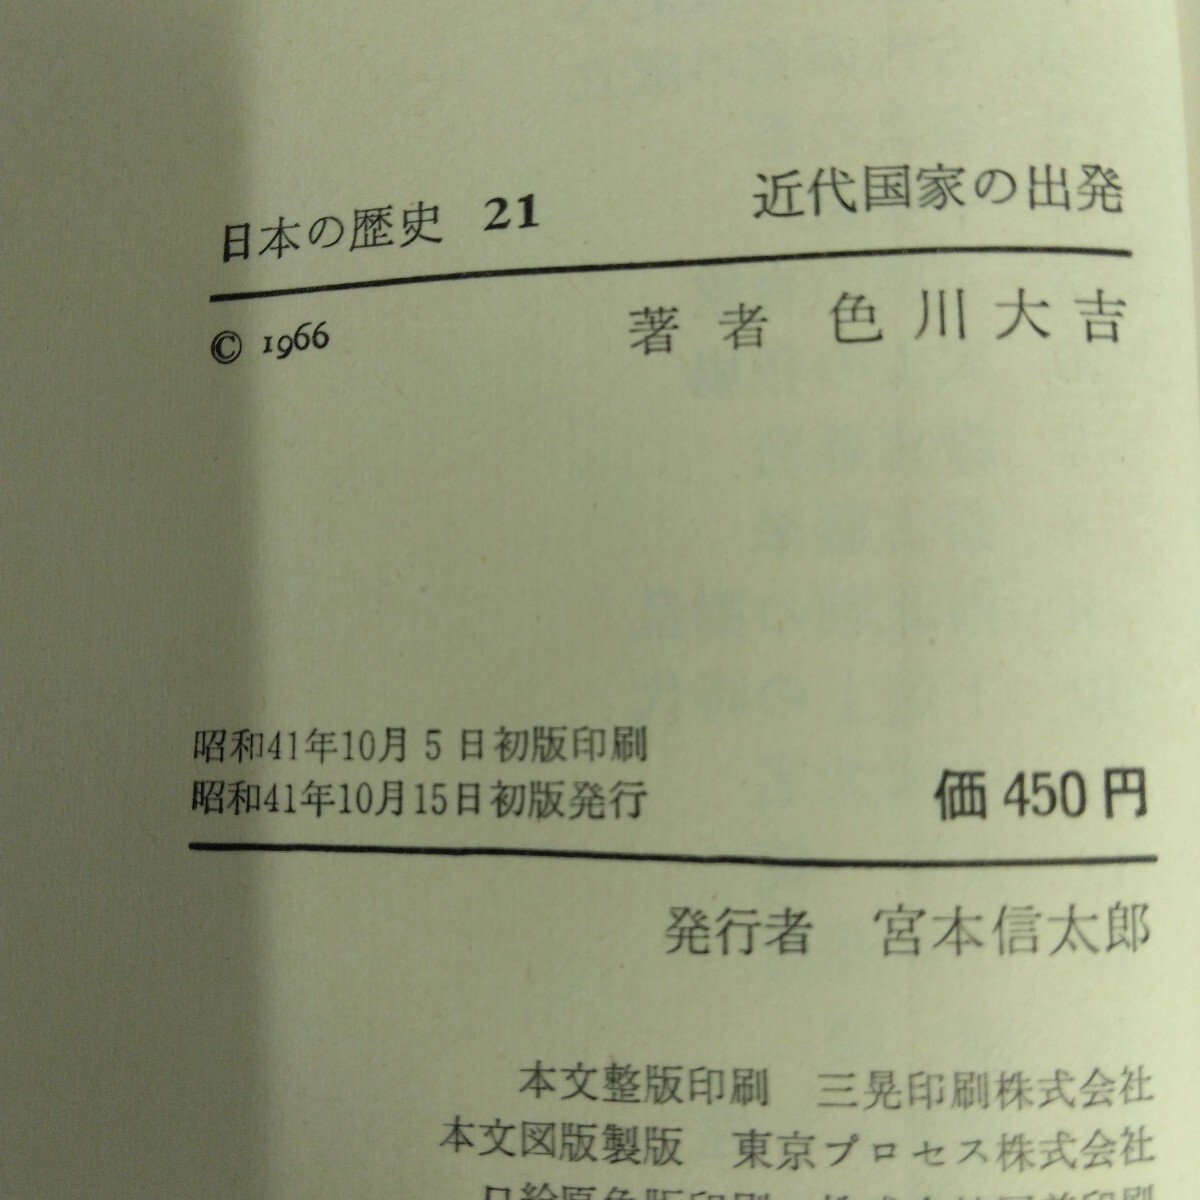 日本の歴史 21 近代国家の出発
© 1966 著者 色川大吉
昭和41年10月5日初版印刷
昭和41年10月15日初版発行 価450円
発行者 宮本信太郎
本文整版印刷 三晃印刷株式会社
本文図版製版 東京プロセス株式会社